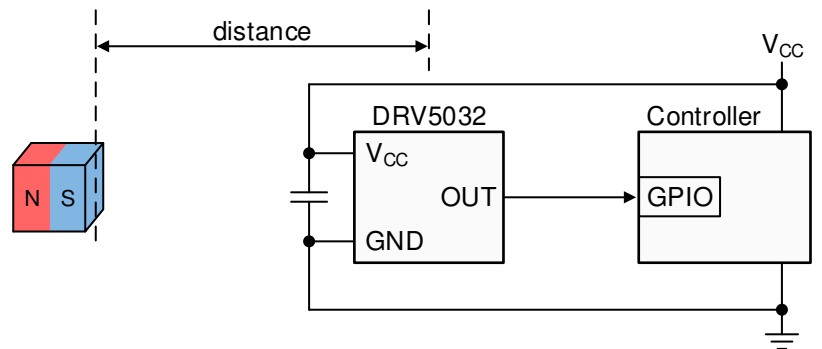 distance
VCC
DRV5032
Controller
VCC
N S
OUT
GPIO
GND